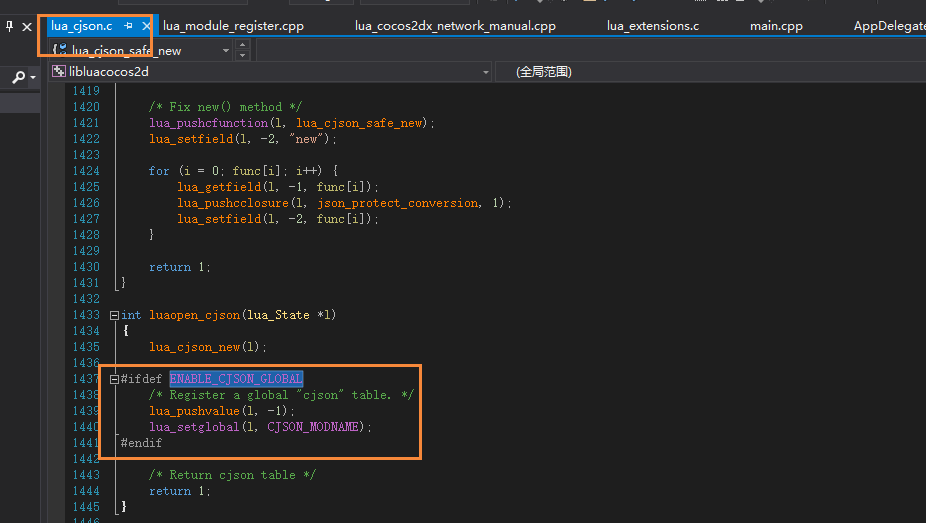 lua_cjson.c lua_module_register.cpp lua_cocos2dx_network_manual.cpp lua_extensions.c main.cpp AppDelegate
lua_cjson_safe_new
libluacocos2d (全局范围)
1419
1420 /* Fix new() method */
1421 lua_pushcfunction(l, lua_cjson_safe_new);
1422 lua_setfield(l, -2, "new");
1423
1424 for (i = 0; func[i]; i++) {
1425 lua_getfield(l, -1, func[i]);
1426 lua_pushcclosure(l, json_protect_conversion, 1);
1427 lua_setfield(l, -2, func[i]);
1428 }
1429
1430 return 1;
1431 }
1432
1433 int luaopen_cjson(lua_State *l)
1434 {
1435 lua_cjson_new(l);
1436
1437 #ifdef ENABLE_CJSON_GLOBAL
1438 /* Register a global "cjson" table. */
1439 lua_pushvalue(l, -1);
1440 lua_setglobal(l, CJSON_MODNAME);
1441 #endif
1442
1443 /* Return cjson table */
1444 return 1;
1445 }
1446